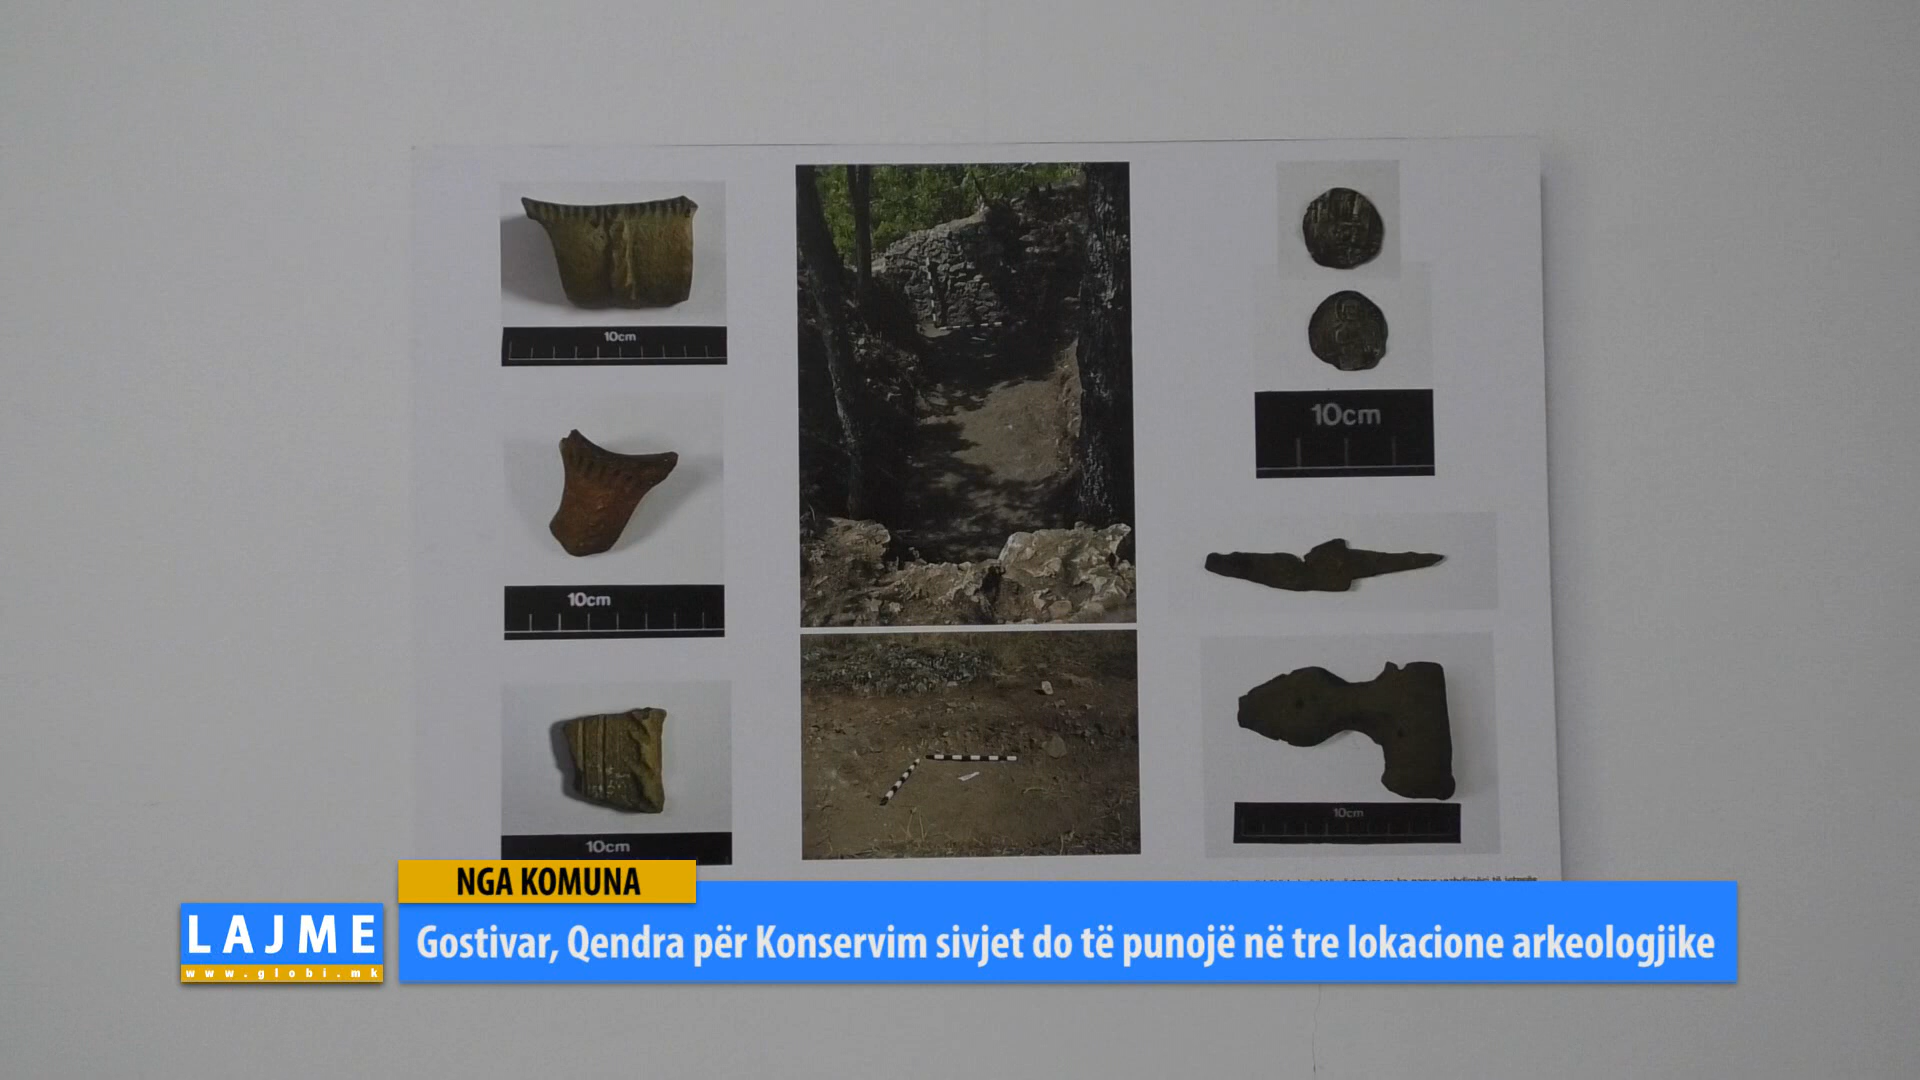 10cm
10cm
10cm
10cm
10cm
NGA KOMUNA
LAJME
www.globi.mk
Gostivar, Qendra për Konservim sivjet do të punojë në tre lokacione arkeologjike